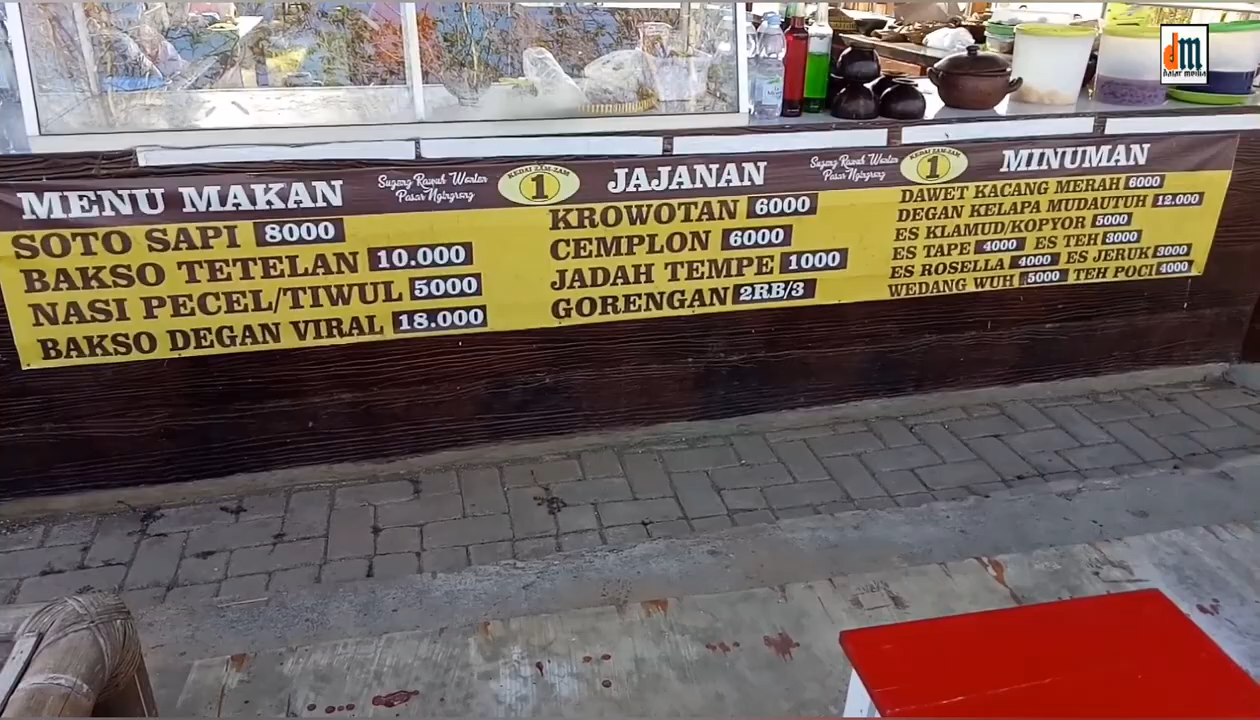 dm
halar media
MENU MAKAN
Sugeng Rawuh Wonten
Pasar Ngingrong
KEDAI ZAM-ZAM
1
SOTO SAPI 8000
BAKSO TETELAN 10.000
NASI PECEL/TIWUL 5000
BAKSO DEGAN VIRAL 18.000
JAJANAN
Sugeng Rawuh Wonten
Pasar Ngingrong
KEDAI ZAM-ZAM
1
KROWOTAN 6000
CEMPLON 6000
JADAH TEMPE 1000
GORENGAN 2RB/3
MINUMAN
DAWET KACANG MERAH 6000
DEGAN KELAPA MUDAUTUH 12.000
ES KLAMUD/KOPYOR 5000
ES TAPE 4000 ES TEH 3000
ES ROSELLA 4000 ES JERUK 3000
WEDANG WUH 5000 TEH POCI 4000